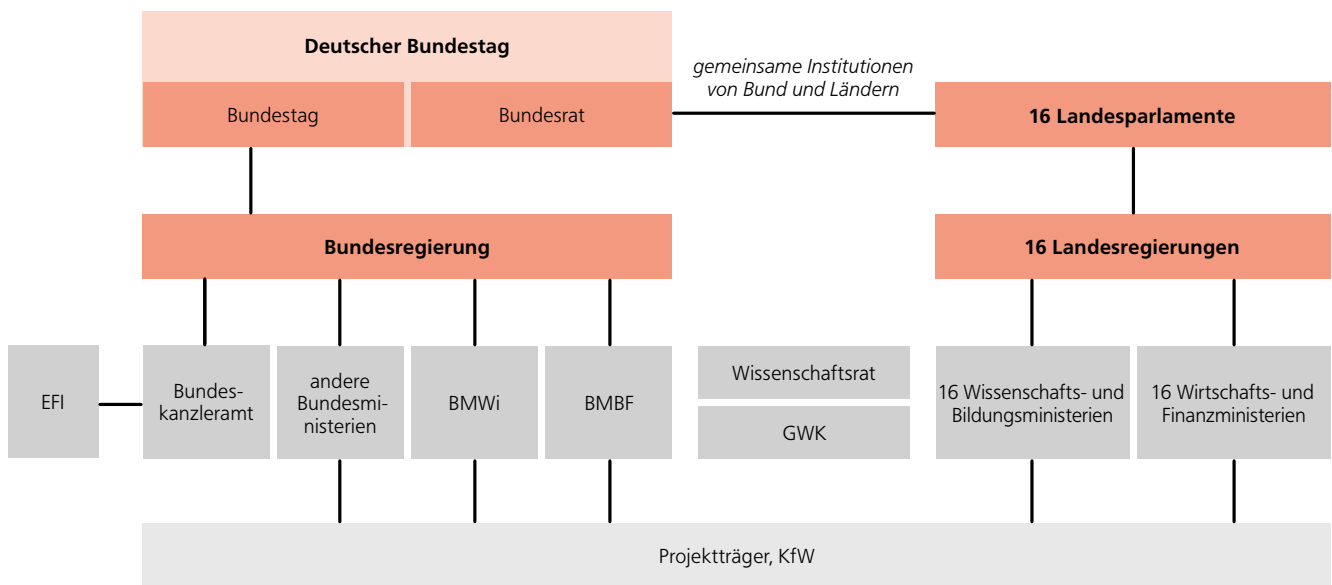 Deutscher Bundestag
gemeinsame Institutionen
von Bund und Ländern
Bundestag
Bundesrat
16 Landesparlamente
Bundesregierung
16 Landesregierungen
EFI
Bundes-
kanzleramt
andere
Bundesmi-
nisterien
BMWi
BMBF
Wissenschaftsrat
GWK
16 Wissenschafts- und
Bildungsministerien
16 Wirtschafts- und
Finanzministerien
Projektträger, KfW